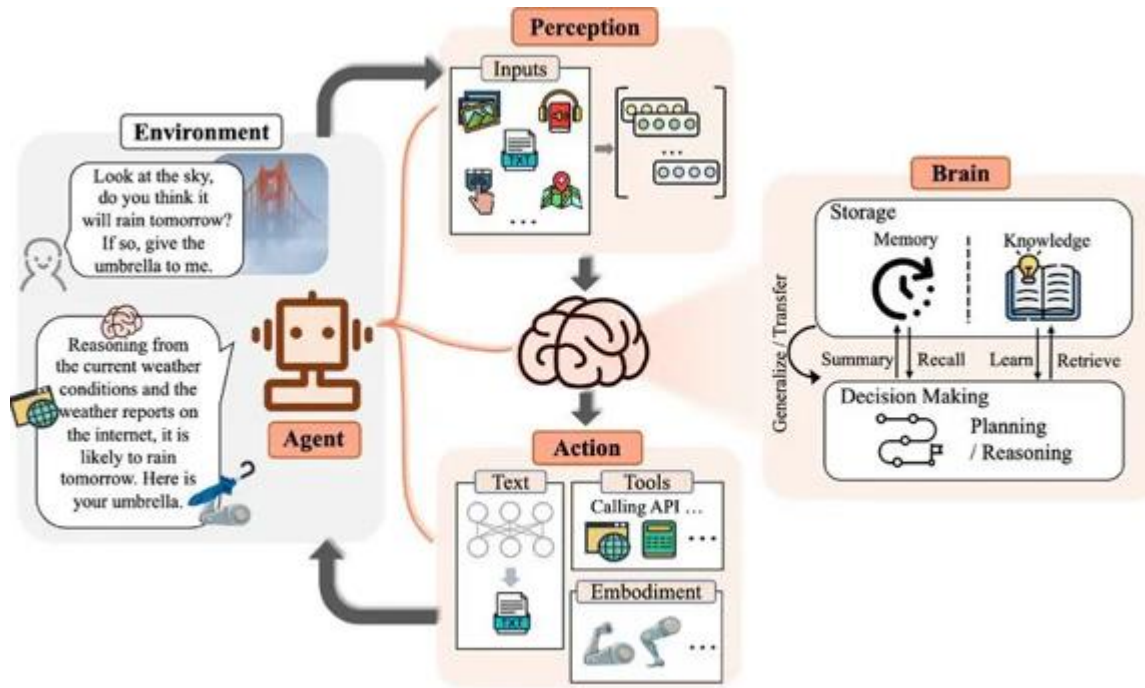 Perception
Inputs
TXT
...
...
Environment
Look at the sky,
do you think it
will rain tomorrow?
If so, give the
umbrella to me.
Reasoning from
the current weather
conditions and the
weather reports on
the internet, it is
likely to rain
tomorrow. Here is
your umbrella.
Agent
Brain
Storage
Memory
Knowledge
Generalize / Transfer
Summary
Recall
Learn
Retrieve
Decision Making
Planning
/ Reasoning
Action
Text
TXT
Tools
Calling API ...
...
Embodiment
...